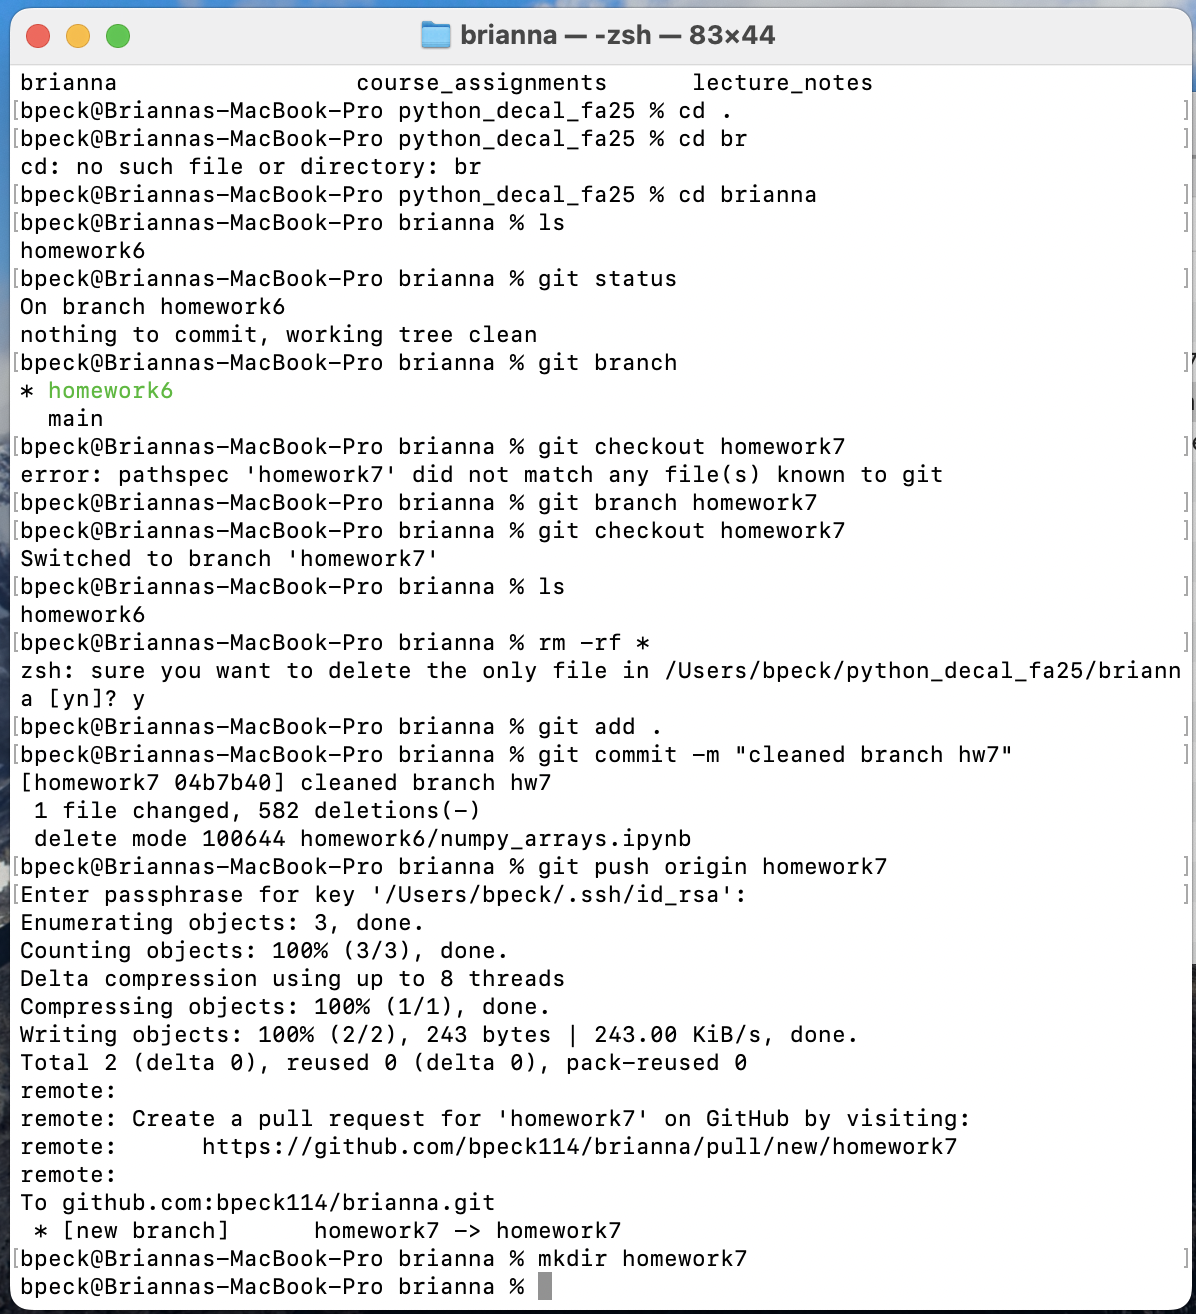 brianna — -zsh — 83×44
brianna                 course_assignments      lecture_notes
[bpeck@Briannas-MacBook-Pro python_decal_fa25 % cd .                               ]
[bpeck@Briannas-MacBook-Pro python_decal_fa25 % cd br                              ]
cd: no such file or directory: br
[bpeck@Briannas-MacBook-Pro python_decal_fa25 % cd brianna                         ]
[bpeck@Briannas-MacBook-Pro brianna % ls                                           ]
homework6
[bpeck@Briannas-MacBook-Pro brianna % git status                                   ]
On branch homework6
nothing to commit, working tree clean
[bpeck@Briannas-MacBook-Pro brianna % git branch                                   ]
* homework6
  main
[bpeck@Briannas-MacBook-Pro brianna % git checkout homework7                       ]
error: pathspec 'homework7' did not match any file(s) known to git
[bpeck@Briannas-MacBook-Pro brianna % git branch homework7                         ]
[bpeck@Briannas-MacBook-Pro brianna % git checkout homework7                       ]
Switched to branch 'homework7'
[bpeck@Briannas-MacBook-Pro brianna % ls                                           ]
homework6
[bpeck@Briannas-MacBook-Pro brianna % rm -rf *                                     ]
zsh: sure you want to delete the only file in /Users/bpeck/python_decal_fa25/briann
a [yn]? y
[bpeck@Briannas-MacBook-Pro brianna % git add .                                    ]
[bpeck@Briannas-MacBook-Pro brianna % git commit -m "cleaned branch hw7"           ]
[homework7 04b7b40] cleaned branch hw7
 1 file changed, 582 deletions(-)
 delete mode 100644 homework6/numpy_arrays.ipynb
[bpeck@Briannas-MacBook-Pro brianna % git push origin homework7                    ]
[Enter passphrase for key '/Users/bpeck/.ssh/id_rsa':                              ]
Enumerating objects: 3, done.
Counting objects: 100% (3/3), done.
Delta compression using up to 8 threads
Compressing objects: 100% (1/1), done.
Writing objects: 100% (2/2), 243 bytes | 243.00 KiB/s, done.
Total 2 (delta 0), reused 0 (delta 0), pack-reused 0
remote:
remote: Create a pull request for 'homework7' on GitHub by visiting:
remote:      https://github.com/bpeck114/brianna/pull/new/homework7
remote:
To github.com:bpeck114/brianna.git
 * [new branch]      homework7 -> homework7
[bpeck@Briannas-MacBook-Pro brianna % mkdir homework7                              ]
bpeck@Briannas-MacBook-Pro brianna %